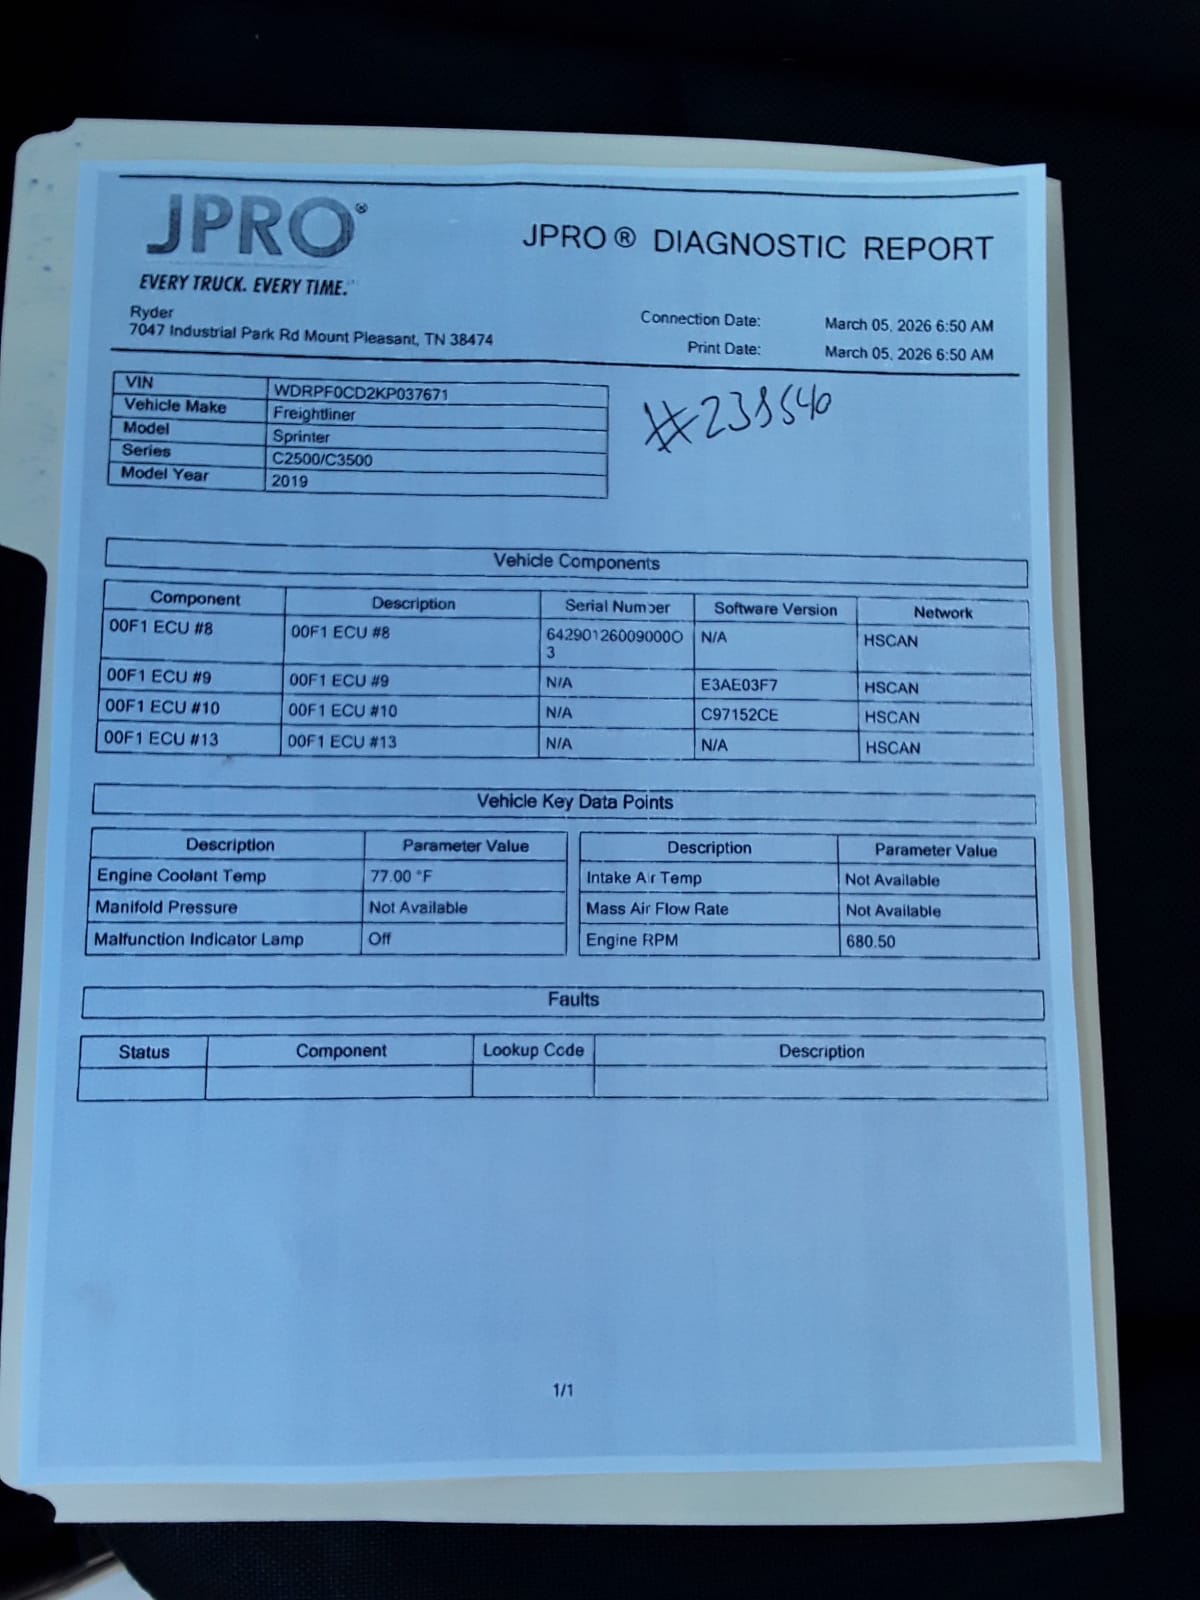 JPRO®
JPRO® DIAGNOSTIC REPORT
EVERY TRUCK. EVERY TIME.
Ryder
7047 Industrial Park Rd Mount Pleasant, TN 38474
Connection Date: March 05, 2026 6:50 AM
Print Date: March 05, 2026 6:50 AM
VIN WDRPF0CD2KP037671
Vehicle Make Freightliner
Model Sprinter
Series C2500/C3500
Model Year 2019
Vehicle Components
Component Description Serial Number Software Version Network
00F1 ECU #8 00F1 ECU #8 64290126009000O N/A HSCAN
3
00F1 ECU #9 00F1 ECU #9 N/A E3AE03F7 HSCAN
00F1 ECU #10 00F1 ECU #10 N/A C97152CE HSCAN
00F1 ECU #13 00F1 ECU #13 N/A N/A HSCAN
Vehicle Key Data Points
Description Parameter Value Description Parameter Value
Engine Coolant Temp 77.00 °F Intake Air Temp Not Available
Manifold Pressure Not Available Mass Air Flow Rate Not Available
Malfunction Indicator Lamp Off Engine RPM 680.50
Faults
Status Component Lookup Code Description
1/1